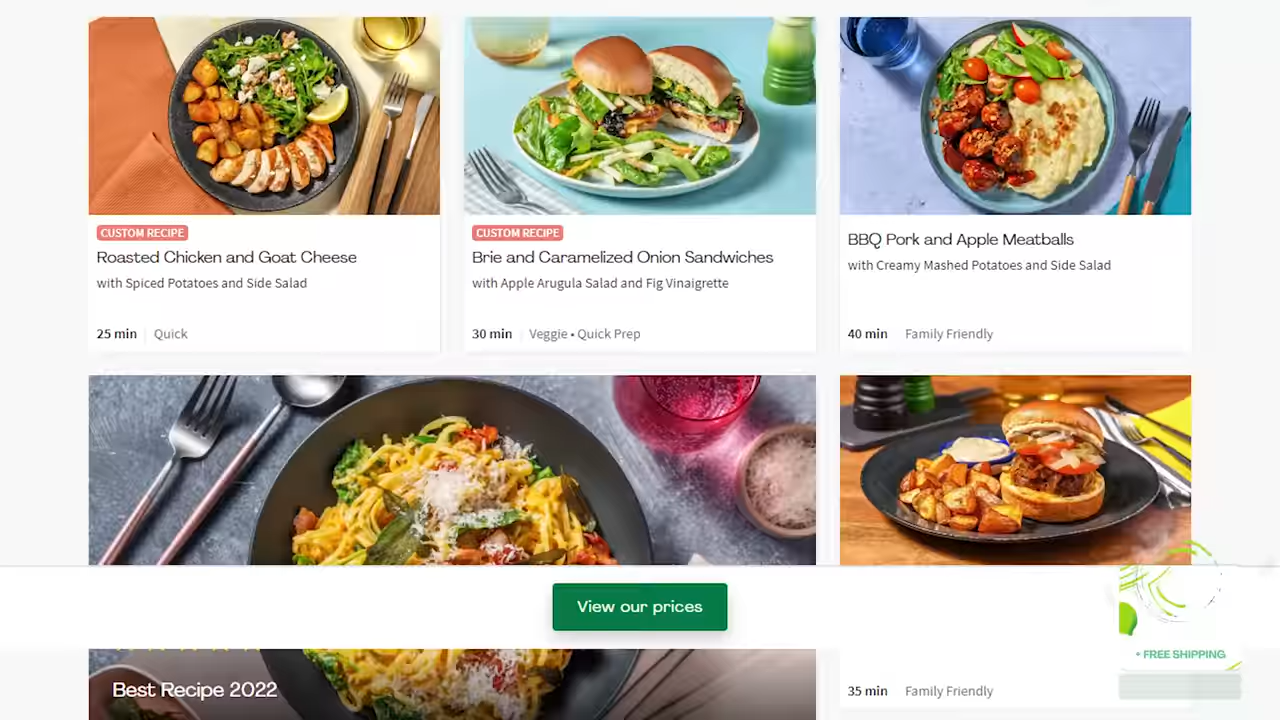 CUSTOM RECIPE
Roasted Chicken and Goat Cheese
with Spiced Potatoes and Side Salad
25 min Quick
CUSTOM RECIPE
Brie and Caramelized Onion Sandwiches
with Apple Arugula Salad and Fig Vinaigrette
30 min Veggie • Quick Prep
BBQ Pork and Apple Meatballs
with Creamy Mashed Potatoes and Side Salad
40 min Family Friendly
View our prices
+ FREE SHIPPING
Best Recipe 2022
35 min Family Friendly